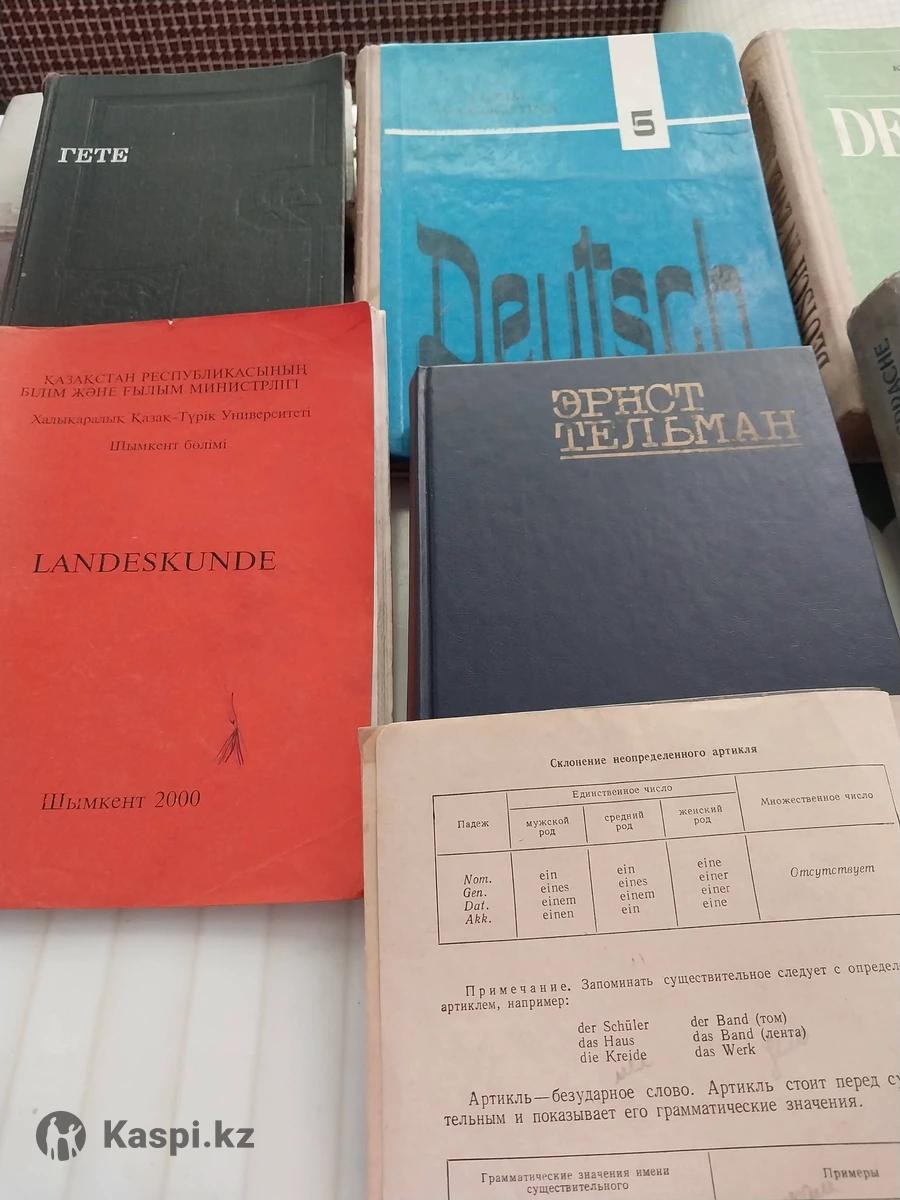 ГЕТЕ
5
Deutsch
DE
DEUTSCH
ҚАЗАҚСТАН РЕСПУБЛИКАСЫНЫҢ
БІЛІМ ЖӘНЕ ҒЫЛЫМ МИНИСТРЛІГІ
Халықаралық Қазақ-Түрік Университеті
Шымкент бөлімі
LANDESKUNDE
Шымкент 2000
ЭРНСТ
ТЕЛЬМАН
Склонение неопределенного артикля
Падеж
Единственное число
Множественное число
мужской род
средний род
женский род
Nom. ein ein eine Отсутствует
Gen. eines eines einer
Dat. einem einem einer
Akk. einen ein eine
Примечание. Запоминать существительное следует с определ
артиклем, например:
der Schüler der Band (том)
das Haus das Band (лента)
die Kreide das Werk
Артикль—безударное слово. Артикль стоит перед су
тельным и показывает его грамматические значения.
Грамматические значения имени существительного
Примеры
Kaspi.kz